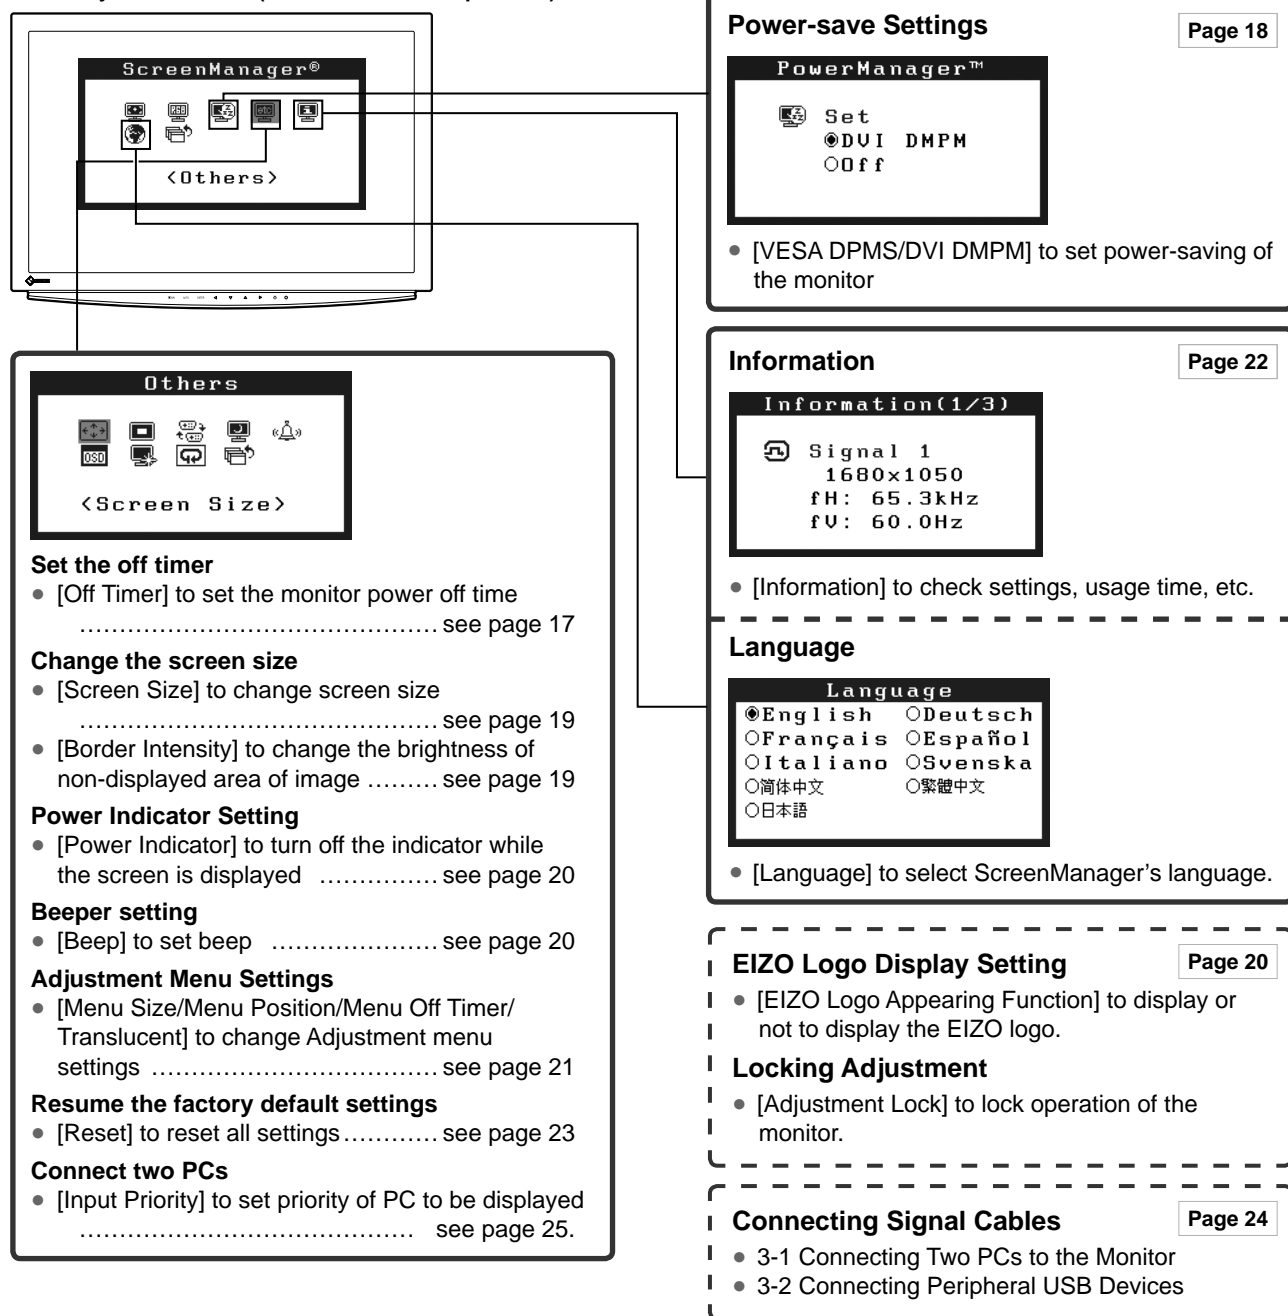 ScreenManager®
<Others>
Others
OSD
<Screen Size>
Set the off timer
• [Off Timer] to set the monitor power off time
........................................... see page 17
Change the screen size
• [Screen Size] to change screen size
........................................... see page 19
• [Border Intensity] to change the brightness of
non-displayed area of image ......... see page 19
Power Indicator Setting
• [Power Indicator] to turn off the indicator while
the screen is displayed ............... see page 20
Beeper setting
• [Beep] to set beep ..................... see page 20
Adjustment Menu Settings
• [Menu Size/Menu Position/Menu Off Timer/
Translucent] to change Adjustment menu
settings ................................... see page 21
Resume the factory default settings
• [Reset] to reset all settings............ see page 23
Connect two PCs
• [Input Priority] to set priority of PC to be displayed
......................................... see page 25.
Power-save Settings
Page 18
PowerManager™
Set
◉DVI DMPM
○Off
• [VESA DPMS/DVI DMPM] to set power-saving of
the monitor
Information
Page 22
Information(1/3)
Signal 1
1680x1050
fH: 65.3kHz
fV: 60.0Hz
• [Information] to check settings, usage time, etc.
Language
Language
◉English ○Deutsch
○Français ○Español
○Italiano ○Svenska
○简体中文 ○繁體中文
○日本語
• [Language] to select ScreenManager's language.
EIZO Logo Display Setting
Page 20
• [EIZO Logo Appearing Function] to display or
not to display the EIZO logo.
Locking Adjustment
• [Adjustment Lock] to lock operation of the
monitor.
Connecting Signal Cables
Page 24
• 3-1 Connecting Two PCs to the Monitor
• 3-2 Connecting Peripheral USB Devices